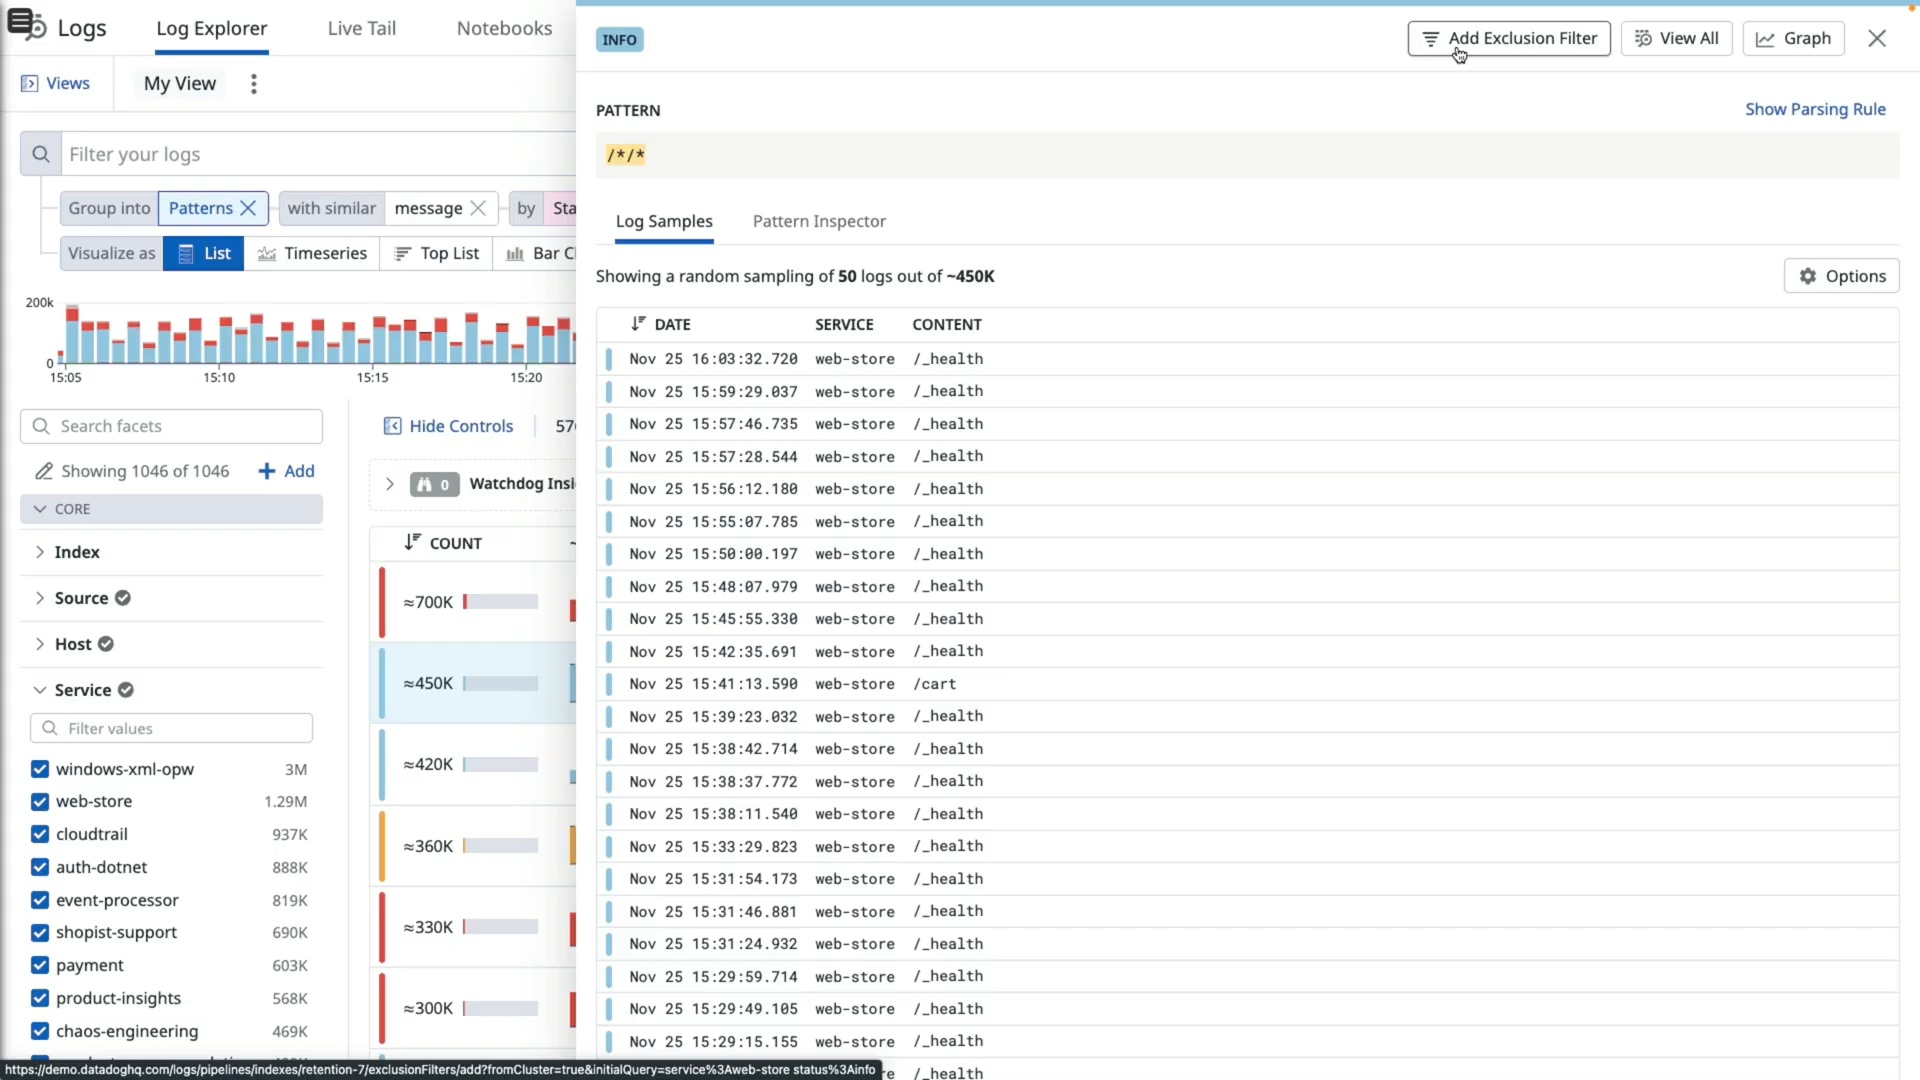 Logs
Log Explorer
Live Tail
Notebooks
Views
My View
Filter your logs
Group into Patterns with similar message by Sta
Visualize as List Timeseries Top List Bar C
200k
0
15:05 15:10 15:15 15:20
Search facets
Showing 1046 of 1046 Add
CORE
Index
Source
Host
Service
Filter values
windows-xml-opw 3M
web-store 1.29M
cloudtrail 937K
auth-dotnet 888K
event-processor 819K
shopist-support 690K
payment 603K
product-insights 568K
chaos-engineering 469K
Hide Controls 57
0 Watchdog Insi
COUNT ~
≈700K
≈450K
≈420K
≈360K
≈330K
≈300K
INFO
Add Exclusion Filter
View All
Graph
PATTERN
Show Parsing Rule
/*/*
Log Samples
Pattern Inspector
Showing a random sampling of 50 logs out of ~450K
Options
DATE SERVICE CONTENT
Nov 25 16:03:32.720 web-store /_health
Nov 25 15:59:29.037 web-store /_health
Nov 25 15:57:46.735 web-store /_health
Nov 25 15:57:28.544 web-store /_health
Nov 25 15:56:12.180 web-store /_health
Nov 25 15:55:07.785 web-store /_health
Nov 25 15:50:00.197 web-store /_health
Nov 25 15:48:07.979 web-store /_health
Nov 25 15:45:55.330 web-store /_health
Nov 25 15:42:35.691 web-store /_health
Nov 25 15:41:13.590 web-store /cart
Nov 25 15:39:23.032 web-store /_health
Nov 25 15:38:42.714 web-store /_health
Nov 25 15:38:37.772 web-store /_health
Nov 25 15:38:11.540 web-store /_health
Nov 25 15:33:29.823 web-store /_health
Nov 25 15:31:54.173 web-store /_health
Nov 25 15:31:46.881 web-store /_health
Nov 25 15:31:24.932 web-store /_health
Nov 25 15:29:59.714 web-store /_health
Nov 25 15:29:49.105 web-store /_health
Nov 25 15:29:15.155 web-store /_health
re /_health
https://demo.datadoghq.com/logs/pipelines/indexes/retention-7/exclusionFilters/add?fromCluster=true&initialQuery=service%3Aweb-store status%3Ainfo